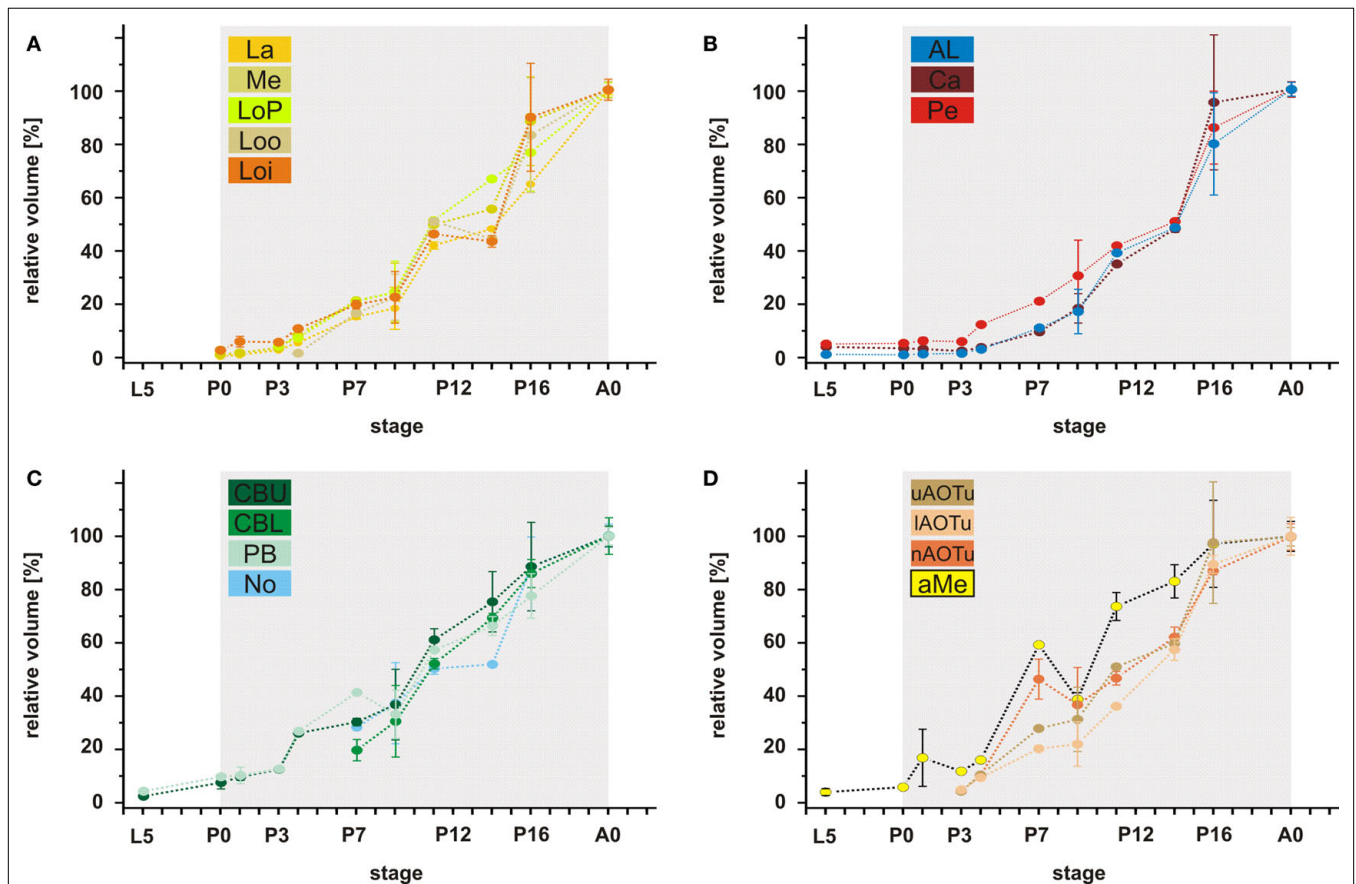 A
La
Me
LoP
Loo
Loi
relative volume [%]
100
80
60
40
20
0
L5 P0 P3 P7 P12 P16 A0
stage
B
AL
Ca
Pe
relative volume [%]
100
80
60
40
20
0
L5 P0 P3 P7 P12 P16 A0
stage
C
CBU
CBL
PB
No
relative volume [%]
100
80
60
40
20
0
L5 P0 P3 P7 P12 P16 A0
stage
D
uAOTu
lAOTu
nAOTu
aMe
relative volume [%]
100
80
60
40
20
0
L5 P0 P3 P7 P12 P16 A0
stage